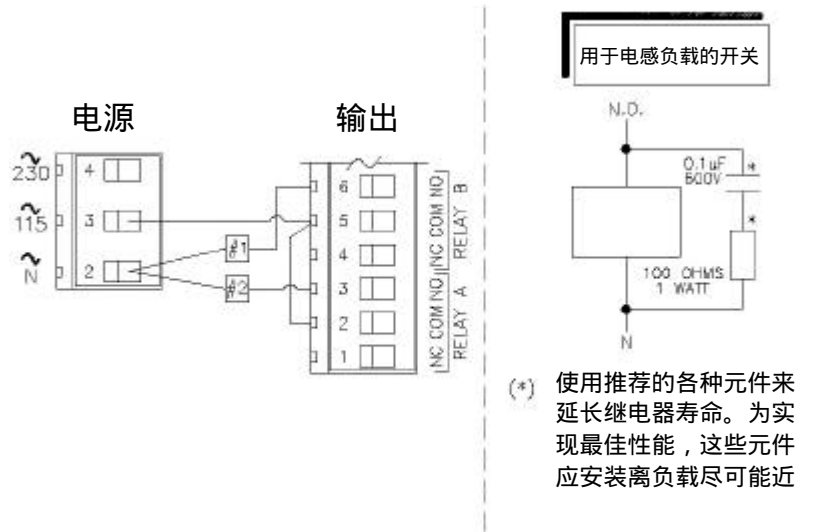 用于电感负载的开关
电源
输出
~
230
4
~
115
3
~
N
2
#1
#2
6
5
4
3
2
1
NC COM NO
RELAY B
NC COM NO
RELAY A
N.O.
0.1uF
600V
*
*
100 OHMS
1 WATT
N
(*) 使用推荐的各种元件来
延长继电器寿命。为实
现最佳性能，这些元件
应安装离负载尽可能近